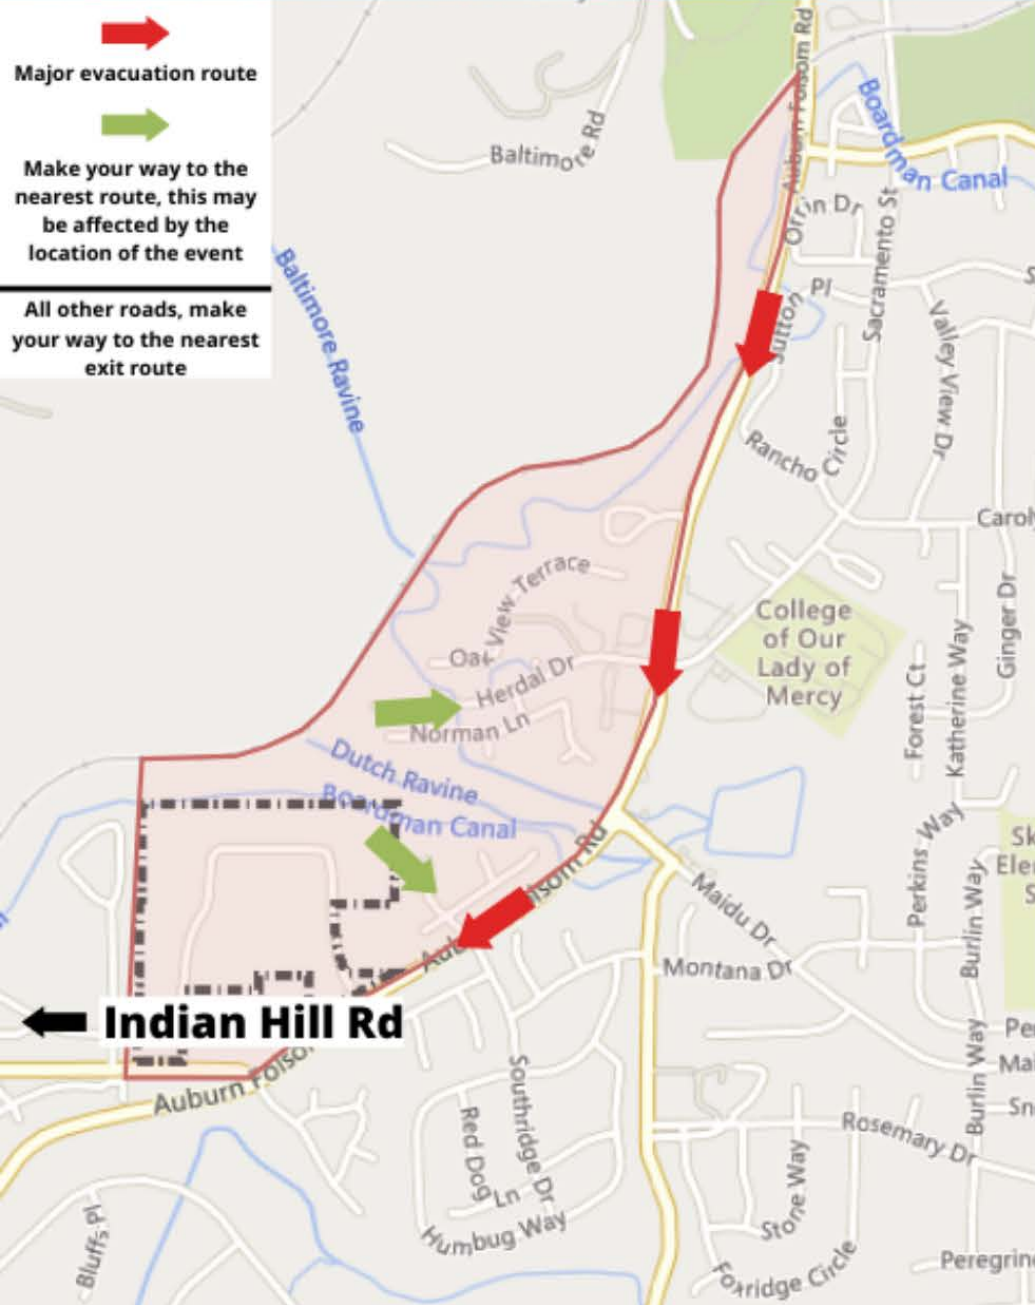 Major evacuation route
Make your way to the
nearest route, this may
be affected by the
location of the event
All other roads, make
your way to the nearest
exit route
Auburn Folsom Rd
Boardman Canal
Baltimore Rd
Orrin Dr
Sacramento St
Baltimore Ravine
Pl
Sutton
Valley View Dr
Rancho Circle
View Terrace
College
of Our
Lady of
Mercy
Ginger Dr
Katherine Way
Forest Ct
Herdal Dr
Norman Ln
Dutch Ravine
Boardman Canal
Perkins Way
Burlin Way
Maidu Dr
Montana Dr
Indian Hill Rd
Auburn
Southridge Dr
Red Dog Ln
Burlin Way
Rosemary Dr
Stone Way
Humbug Way
Bluffs Pl
Foxridge Circle